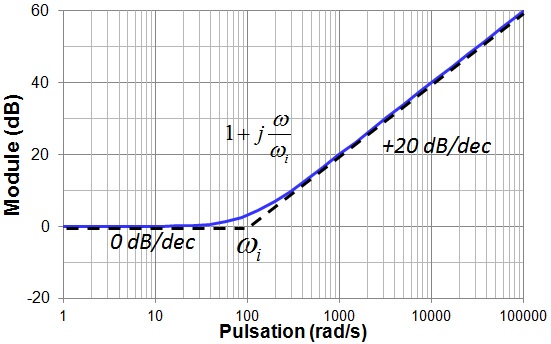 60
40
20
0
-20
Module (dB)
1 + j ω/ωi
+20 dB/dec
0 dB/dec
ωi
1 10 100 1000 10000 100000
Pulsation (rad/s)